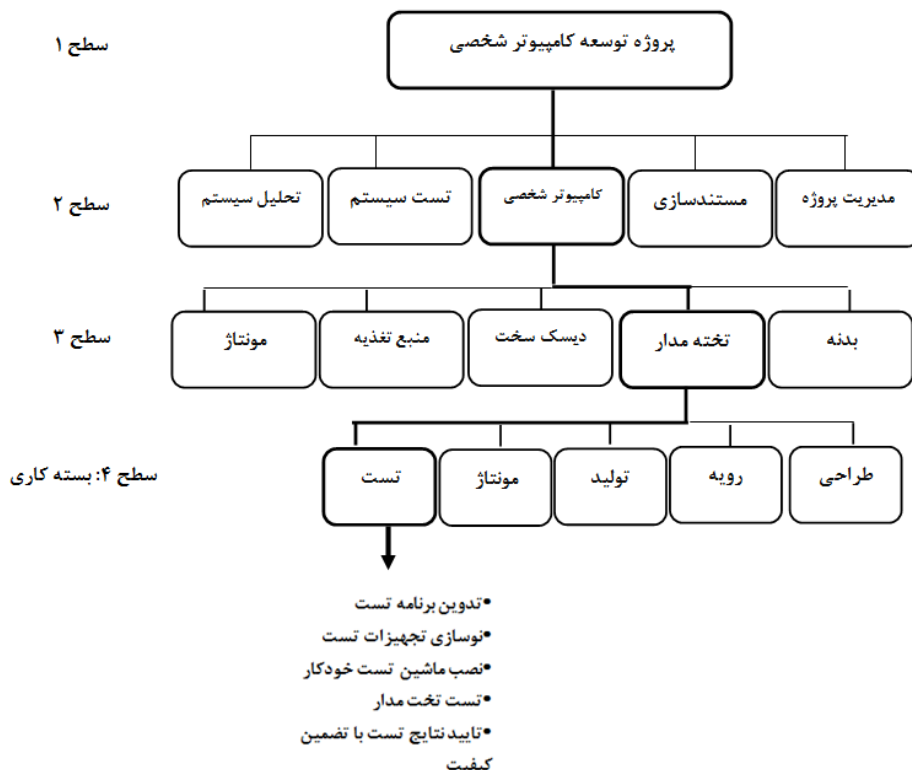 پروژه توسعه کامپیوتر شخصی
سطح ۱
مدیریت پروژه
مستندسازی
کامپیوتر شخصی
تست سیستم
تحلیل سیستم
سطح ۲
بدنه
تخته مدار
دیسک سخت
منبع تغذیه
مونتاژ
سطح ۳
طراحی
رویه
تولید
مونتاژ
تست
سطح ۴: بسته کاری
•تدوین برنامه تست
•نوسازی تجهیزات تست
•نصب ماشین تست خودکار
•تست تخت مدار
•تایید نتایج تست با تضمین
کیفیت